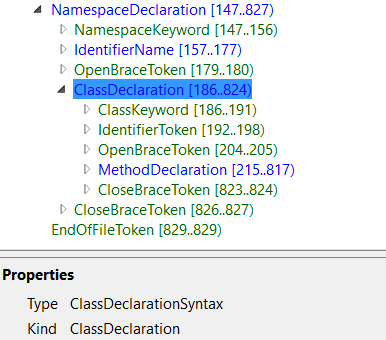 NamespaceDeclaration [147..827)
NamespaceKeyword [147..156)
IdentifierName [157..177)
OpenBraceToken [179..180)
ClassDeclaration [186..824)
ClassKeyword [186..191)
IdentifierToken [192..198)
OpenBraceToken [204..205)
MethodDeclaration [215..817)
CloseBraceToken [823..824)
CloseBraceToken [826..827)
EndOfFileToken [829..829)
Properties
Type ClassDeclarationSyntax
Kind ClassDeclaration